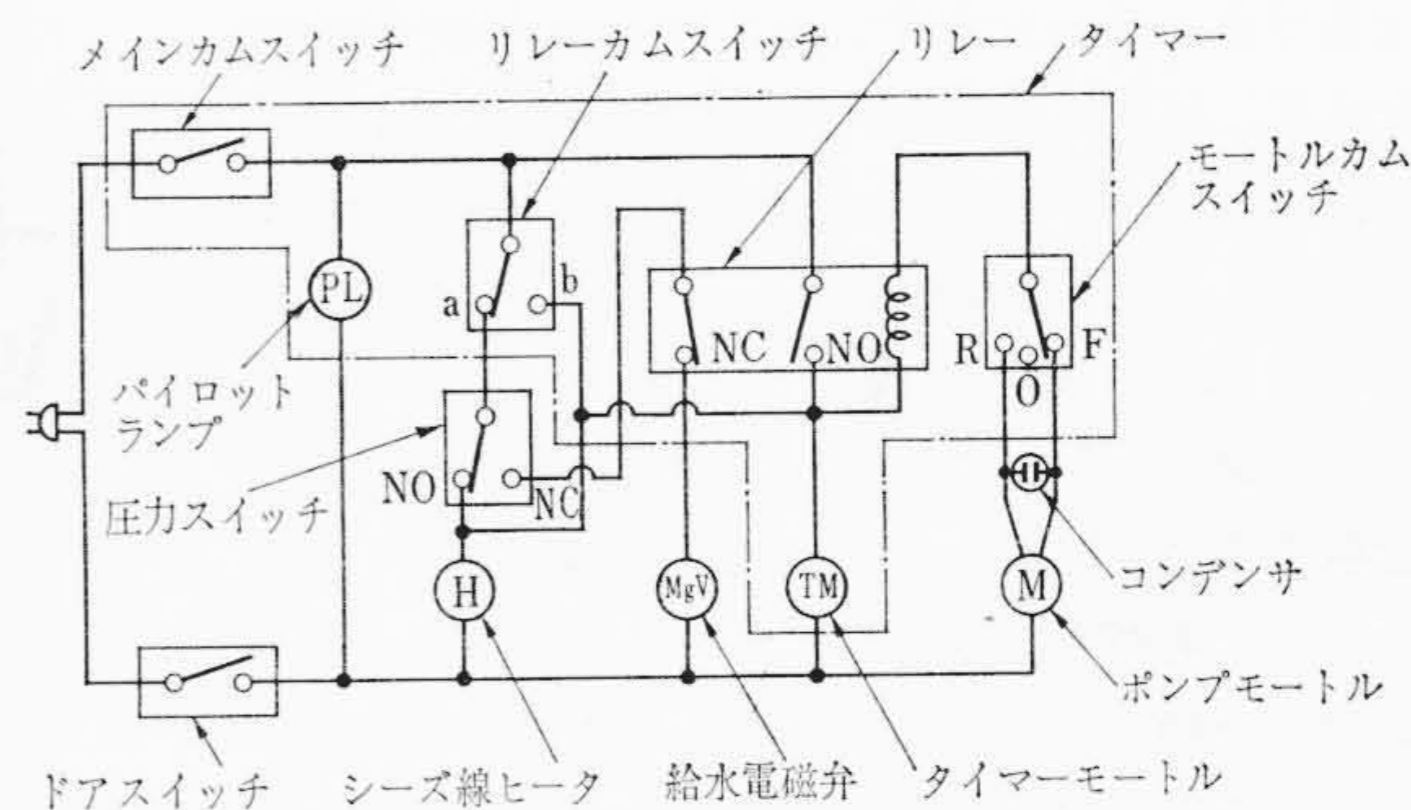 メインカムスイッチ
リレーカムスイッチ
リレー
タイマー
モートルカム
スイッチ
PL
a
b
NC
NO
R
O
F
パイロット
ランプ
圧力スイッチ
NO
NC
H
MgV
TM
M
コンデンサ
ポンプモートル
ドアスイッチ
シーズ線ヒータ
給水電磁弁
タイマーモートル